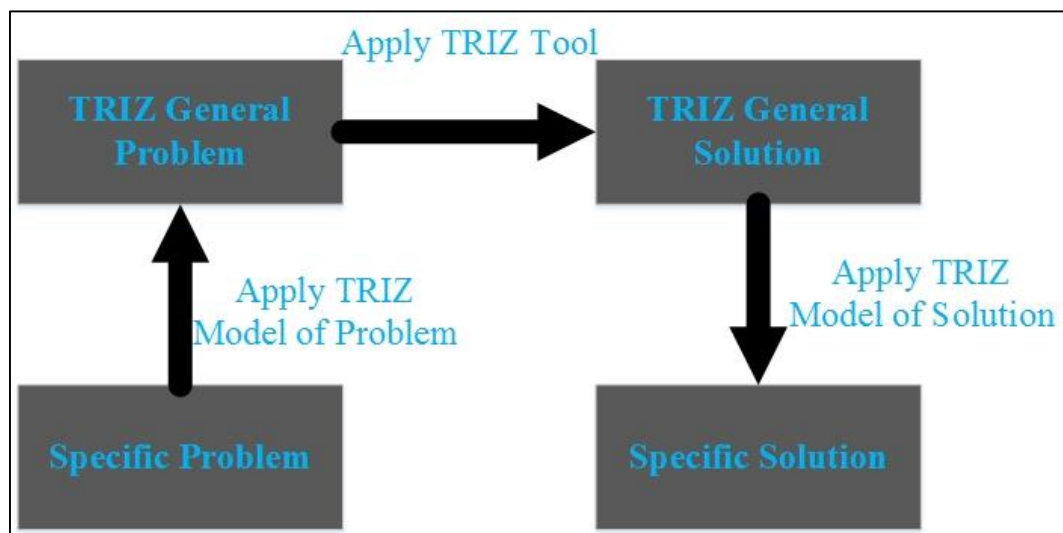 Apply TRIZ Tool
TRIZ General
Problem
TRIZ General
Solution
Apply TRIZ
Model of Problem
Apply TRIZ
Model of Solution
Specific Problem
Specific Solution